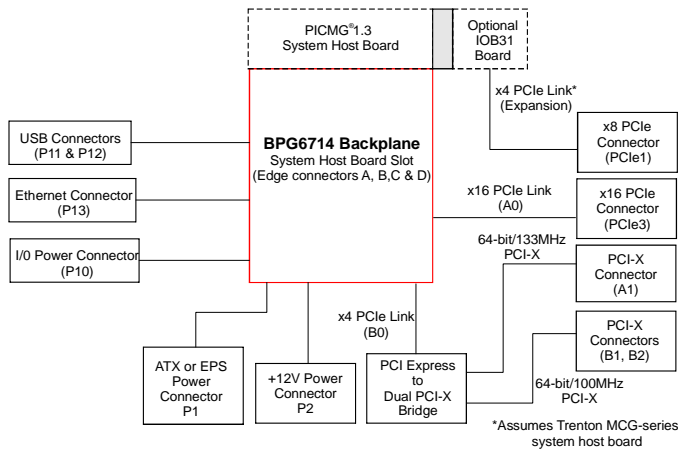 PICMG®1.3
System Host Board
Optional
IOB31
Board
x4 PCIe Link*
(Expansion)
BPG6714 Backplane
System Host Board Slot
(Edge connectors A, B,C & D)
USB Connectors
(P11 & P12)
Ethernet Connector
(P13)
I/0 Power Connector
(P10)
x8 PCIe
Connector
(PCIe1)
x16 PCIe Link
(A0)
x16 PCIe
Connector
(PCIe3)
64-bit/133MHz
PCI-X
PCI-X
Connector
(A1)
x4 PCIe Link
(B0)
PCI-X
Connectors
(B1, B2)
ATX or EPS
Power
Connector
P1
+12V Power
Connector
P2
PCI Express
to
Dual PCI-X
Bridge
64-bit/100MHz
PCI-X
*Assumes Trenton MCG-series
system host board